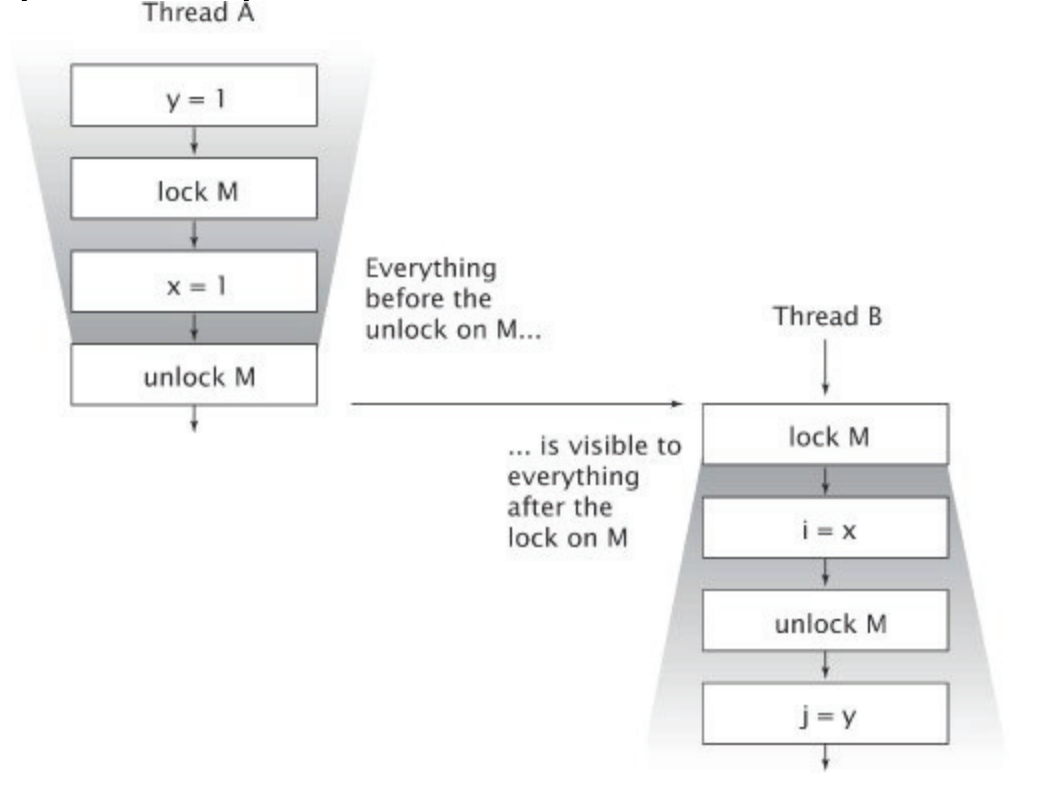 Thread A
y = 1
lock M
x = 1
unlock M
Everything
before the
unlock on M...
Thread B
lock M
... is visible to
everything
after the
lock on M
i = x
unlock M
j = y